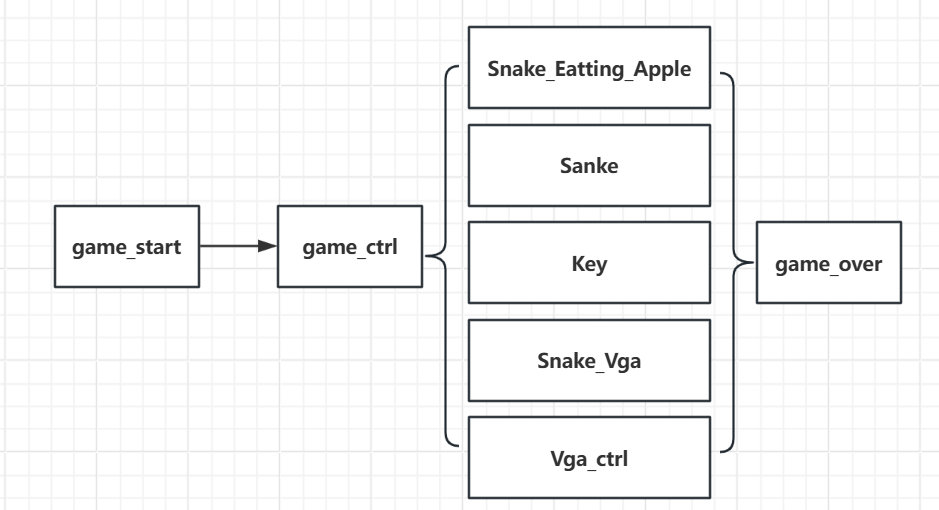 game_start
game_ctrl
Snake_Eatting_Apple
Sanke
Key
Snake_Vga
Vga_ctrl
game_over